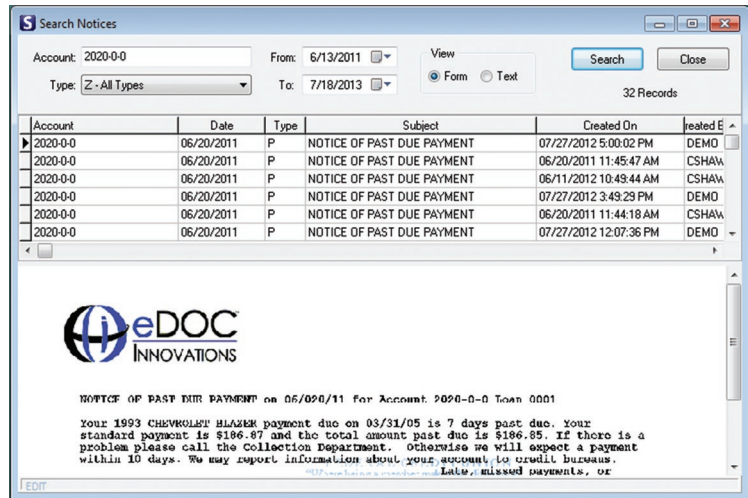 Search Notices
Account: 2020-0-0 From: 6/13/2011 View Search Close
Type: Z - All Types To: 7/18/2013 Form Text 32 Records
Account Date Type Subject Created On reated B
2020-0-0 06/20/2011 P NOTICE OF PAST DUE PAYMENT 07/27/2012 5:00:02 PM DEMO
2020-0-0 06/20/2011 P NOTICE OF PAST DUE PAYMENT 06/20/2011 11:45:47 AM CSHAW
2020-0-0 06/20/2011 P NOTICE OF PAST DUE PAYMENT 06/11/2012 10:49:44 AM CSHAW
2020-0-0 06/20/2011 P NOTICE OF PAST DUE PAYMENT 07/27/2012 3:49:29 PM DEMO
2020-0-0 06/20/2011 P NOTICE OF PAST DUE PAYMENT 06/20/2011 11:44:18 AM CSHAW
2020-0-0 06/20/2011 P NOTICE OF PAST DUE PAYMENT 07/27/2012 12:07:36 PM DEMO
eDOC
INNOVATIONS
NOTICE OF PAST DUE PAYMENT on 06/020/11 for Account 2020-0-0 Loan 0001
Your 1993 CHEVROLET BLAZER payment due on 03/31/05 is 7 days past due. Your
standard payment is $186.87 and the total amount past due is $186.85. If there is a
problem please call the Collection Department. Otherwise we will expect a payment
within 10 days. We may report information about your account to credit bureaus.
Late, missed payments, or
EDIT